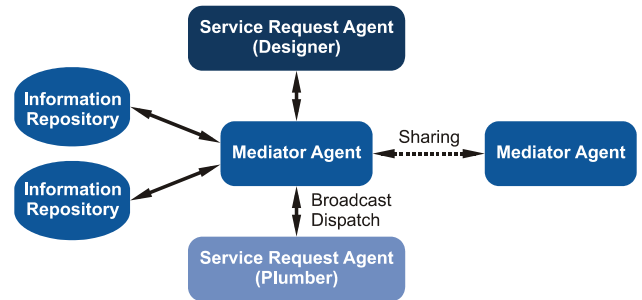 Service Request Agent
(Designer)
Information
Repository
Mediator Agent
Sharing
Mediator Agent
Information
Repository
Broadcast
Dispatch
Service Request Agent
(Plumber)